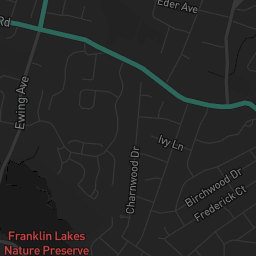 Eder Ave
Rd
Ewing Ave
Ivy Ln
Charnwood Dr
Birchwood Dr
Frederick Ct
Franklin Lakes
Nature Preserve